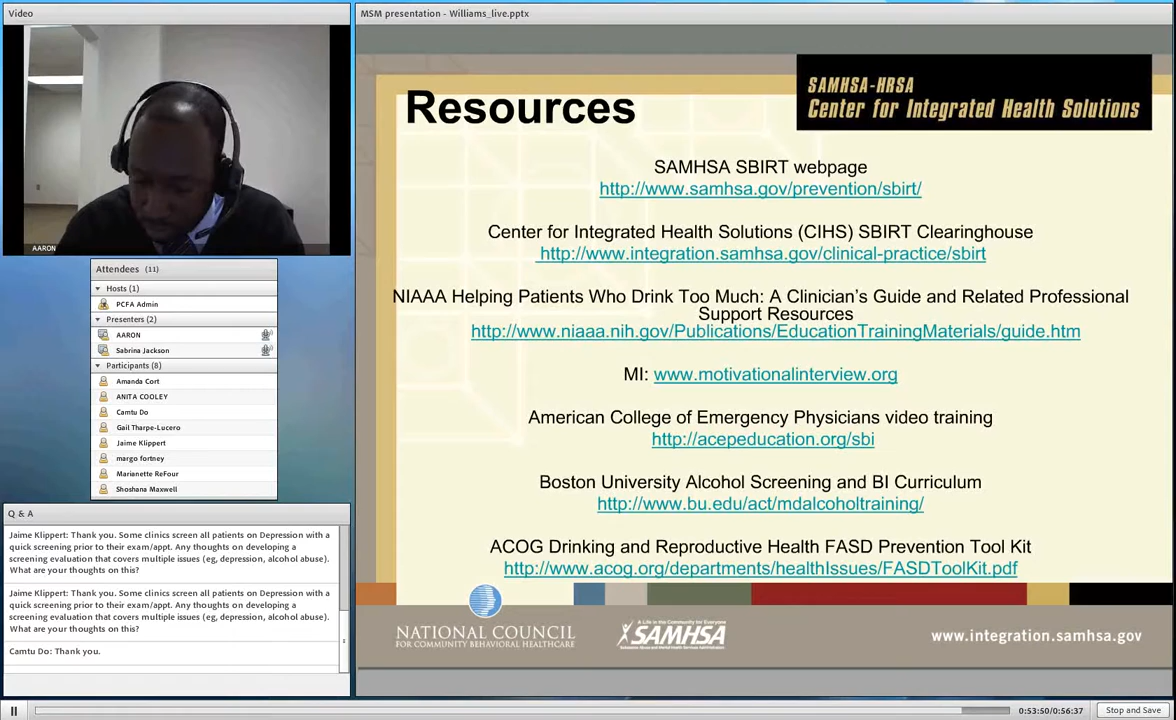 Video
AARON
Attendees (11)
Hosts (1)
PCFA Admin
Presenters (2)
AARON
Sabrina Jackson
Participants (8)
Amanda Cort
ANITA COOLEY
Camtu Do
Gail Tharpe-Lucero
Jaime Klippert
margo fortney
Marianette ReFour
Shoshana Maxwell
Q & A
Jaime Klippert: Thank you. Some clinics screen all patients on Depression with a
quick screening prior to their exam/appt. Any thoughts on developing a
screening evaluation that covers multiple issues (eg, depression, alcohol abuse).
What are your thoughts on this?
Jaime Klippert: Thank you. Some clinics screen all patients on Depression with a
quick screening prior to their exam/appt. Any thoughts on developing a
screening evaluation that covers multiple issues (eg, depression, alcohol abuse).
What are your thoughts on this?
Camtu Do: Thank you.
MSM presentation - Williams_live.pptx
SAMHSA-HRSA
Center for Integrated Health Solutions
Resources
SAMHSA SBIRT webpage
http://www.samhsa.gov/prevention/sbirt/
Center for Integrated Health Solutions (CIHS) SBIRT Clearinghouse
http://www.integration.samhsa.gov/clinical-practice/sbirt
NIAAA Helping Patients Who Drink Too Much: A Clinician's Guide and Related Professional
Support Resources
http://www.niaaa.nih.gov/Publications/EducationTrainingMaterials/guide.htm
MI: www.motivationalinterview.org
American College of Emergency Physicians video training
http://acepeducation.org/sbi
Boston University Alcohol Screening and BI Curriculum
http://www.bu.edu/act/mdalcoholtraining/
ACOG Drinking and Reproductive Health FASD Prevention Tool Kit
http://www.acog.org/departments/healthIssues/FASDToolKit.pdf
NATIONAL COUNCIL
FOR COMMUNITY BEHAVIORAL HEALTHCARE
A Life in the Community for Everyone
SAMHSA
www.integration.samhsa.gov
0:53:50/0:56:37
Stop and Save